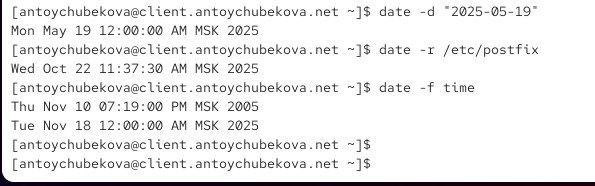 [antoychubekova@client.antoychubekova.net ~]$ date -d "2025-05-19"
Mon May 19 12:00:00 AM MSK 2025
[antoychubekova@client.antoychubekova.net ~]$ date -r /etc/postfix
Wed Oct 22 11:37:30 AM MSK 2025
[antoychubekova@client.antoychubekova.net ~]$ date -f time
Thu Nov 10 07:19:00 PM MSK 2005
Tue Nov 18 12:00:00 AM MSK 2025
[antoychubekova@client.antoychubekova.net ~]$
[antoychubekova@client.antoychubekova.net ~]$